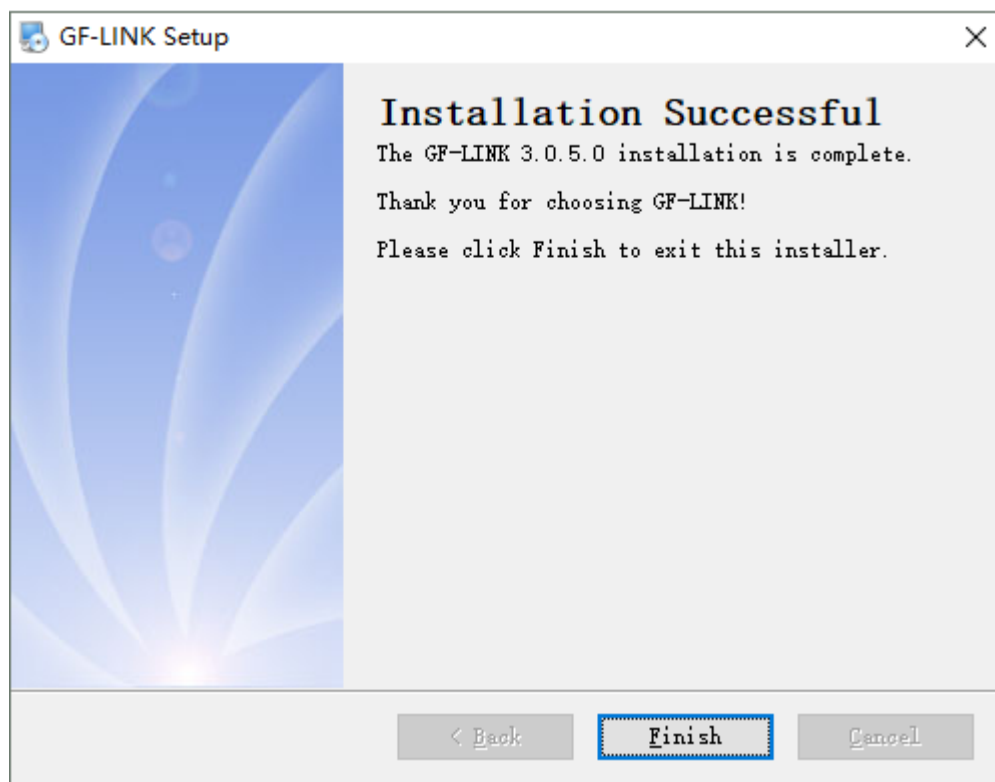 GF-LINK Setup
Installation Successful
The GF-LINK 3.0.5.0 installation is complete.
Thank you for choosing GF-LINK!
Please click Finish to exit this installer.
< Back
Finish
Cancel